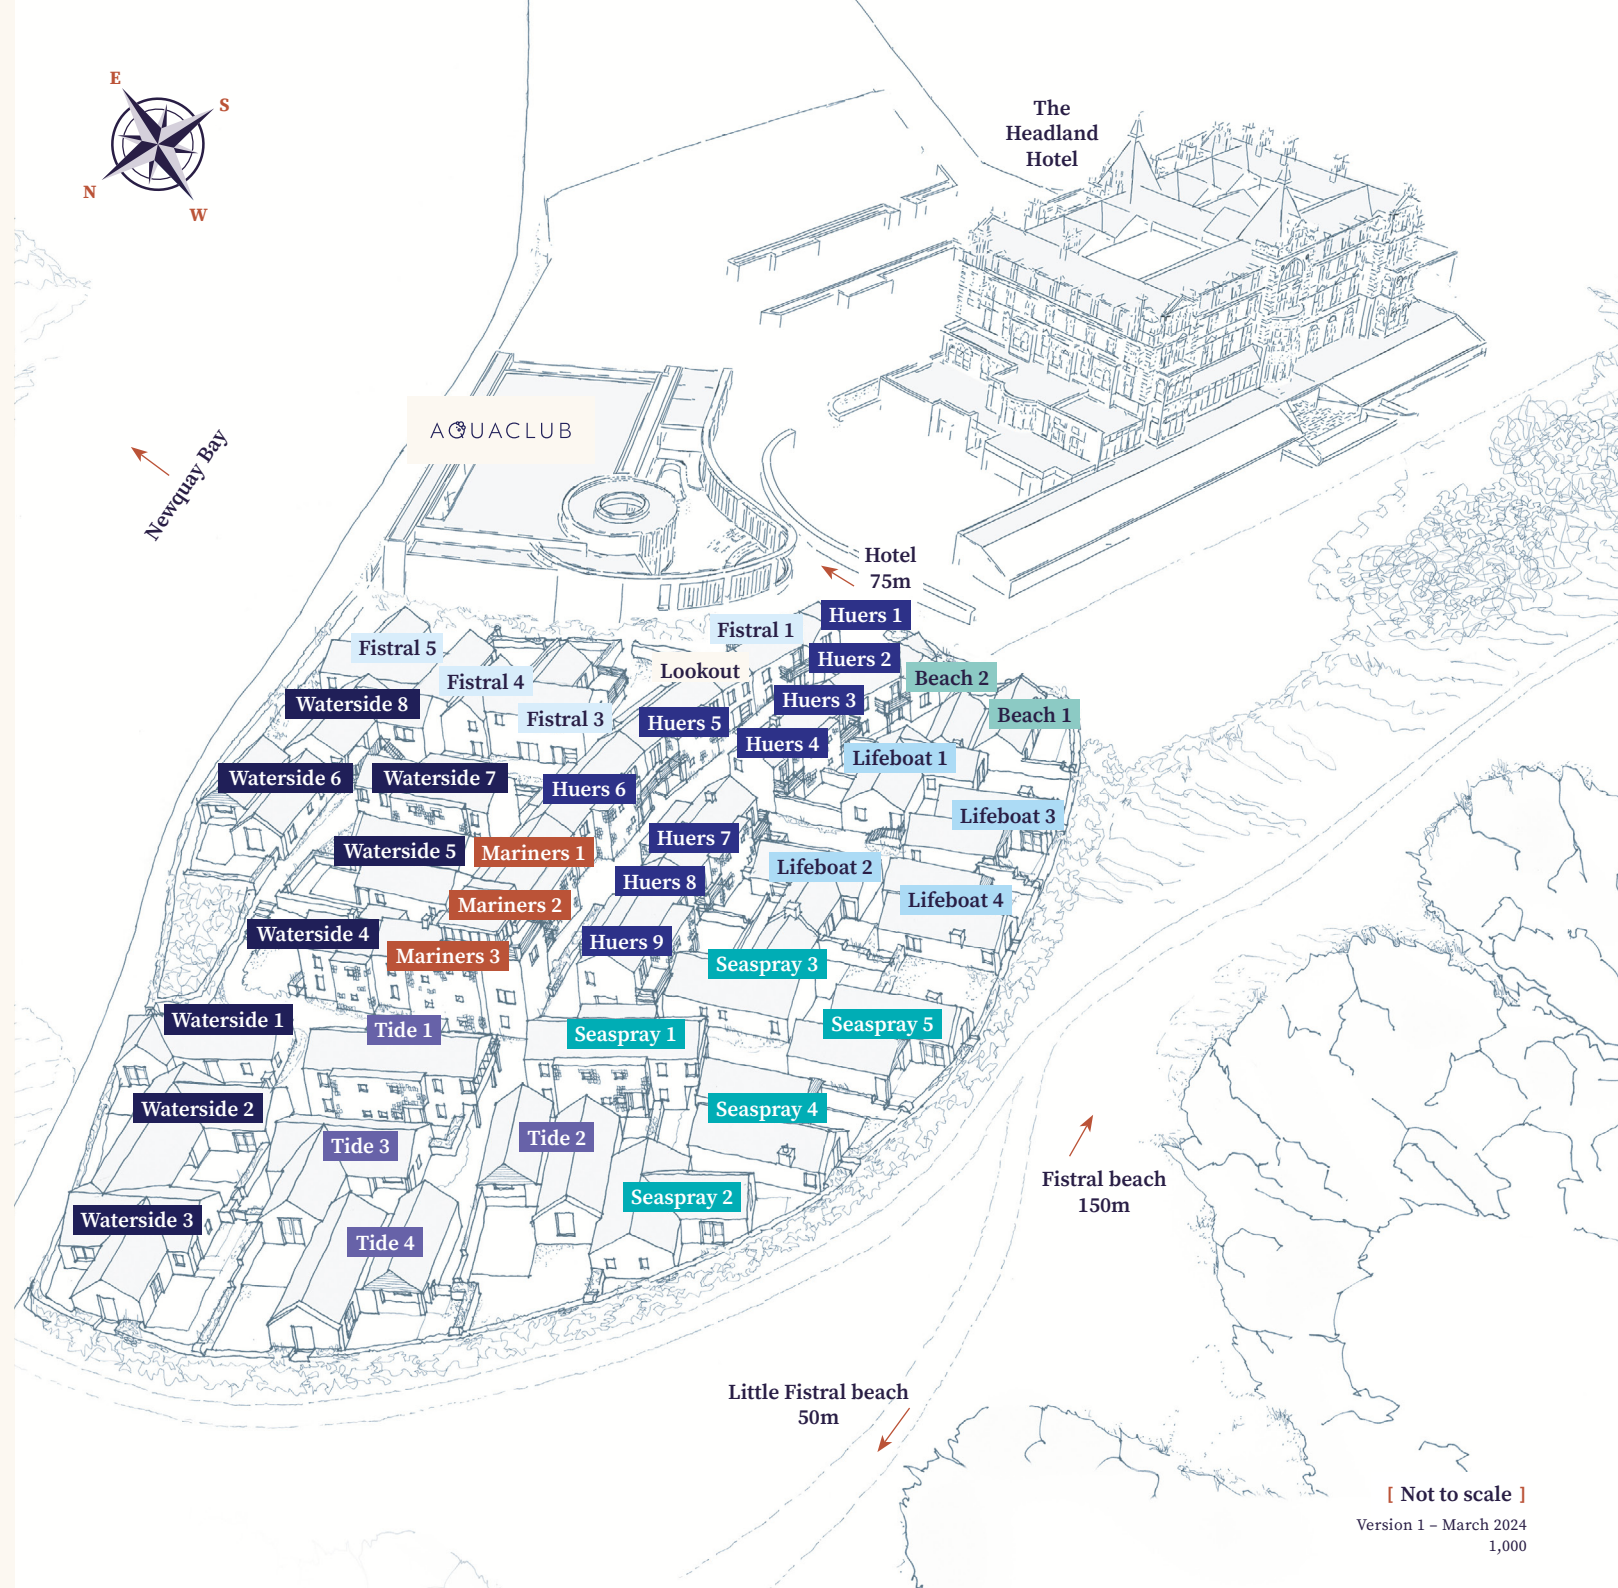 E
S
N
W
The
Headland
Hotel
AQUACLUB
Newquay Bay
Hotel
75m
Huers 1
Fistral 1
Fistral 5
Huers 2
Lookout
Fistral 4
Beach 2
Waterside 8
Huers 3
Fistral 3
Huers 5
Beach 1
Huers 4
Lifeboat 1
Waterside 6
Waterside 7
Huers 6
Lifeboat 3
Huers 7
Waterside 5
Mariners 1
Lifeboat 2
Huers 8
Mariners 2
Lifeboat 4
Waterside 4
Huers 9
Mariners 3
Seaspray 3
Waterside 1
Tide 1
Seaspray 1
Seaspray 5
Waterside 2
Seaspray 4
Tide 3
Tide 2
Fistral beach
150m
Seaspray 2
Waterside 3
Tide 4
Little Fistral beach
50m
[ Not to scale ]
Version 1 – March 2024
1,000